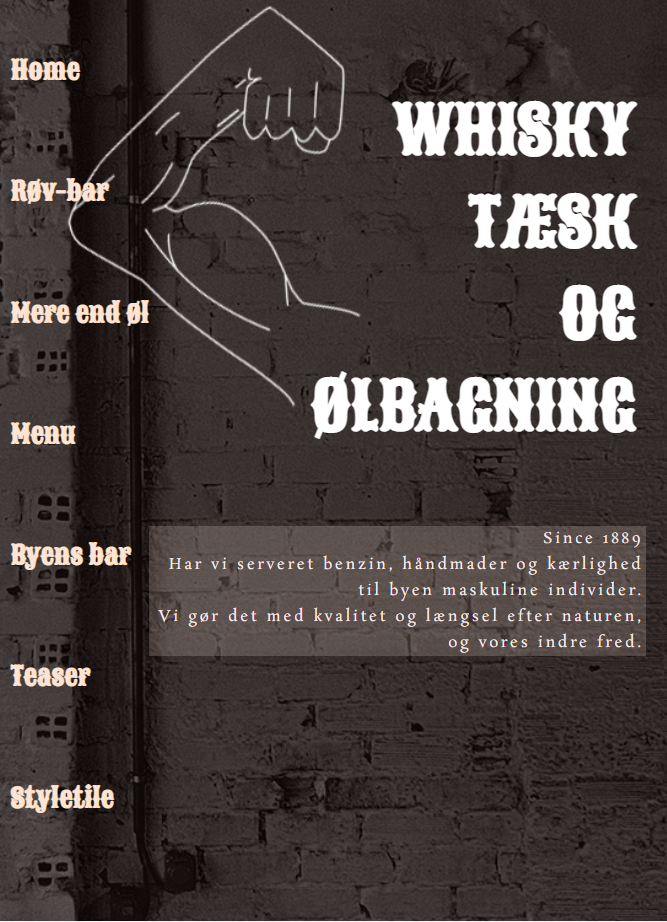 Home
Røv-bar
Mere end øl
Menu
Byens bar
Teaser
Styletile
WHISKY
TÆSK
OG
ØLBAGNING
Since 1889
Har vi serveret benzin, håndmader og kærlighed
til byen maskuline individer.
Vi gør det med kvalitet og længsel efter naturen,
og vores indre fred.